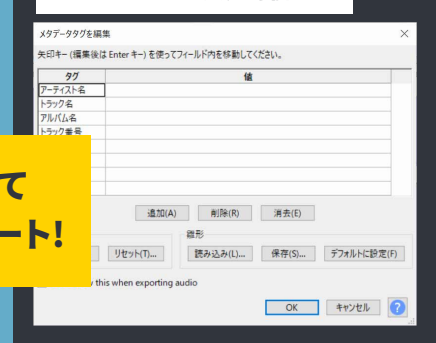 メタデータタグを編集
矢印キー (編集後は Enter キー) を使ってフィールド内を移動してください。
タグ
値
アーティスト名
トラック名
アルバム名
トラック番号
て
ート!
追加(A)
削除(R)
消去(E)
雛形
リセット(T)...
読み込み(L)...
保存(S)...
デフォルトに設定(F)
this when exporting audio
OK
キャンセル
?